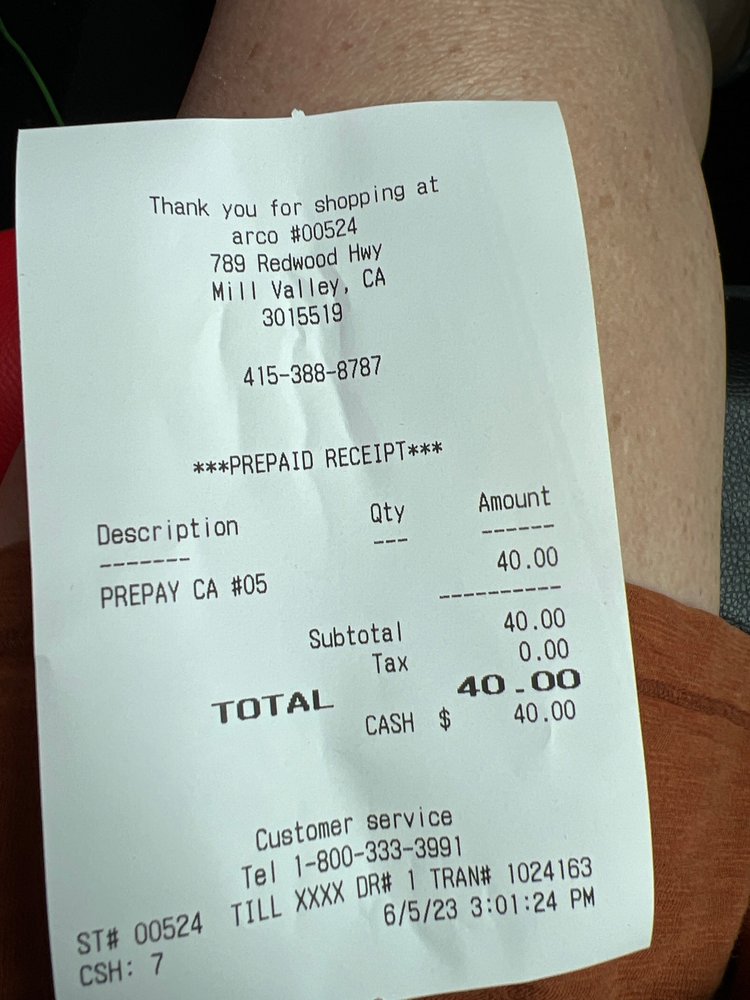 Thank you for shopping at
arco #00524
789 Redwood Hwy
Mill Valley, CA
3015519
415-388-8787
***PREPAID RECEIPT***
Description Qty Amount
------- --- ------
PREPAY CA #05 40.00
----------
Subtotal 40.00
Tax 0.00
TOTAL 40.00
CASH $ 40.00
Customer service
Tel 1-800-333-3991
ST# 00524 TILL XXXX DR# 1 TRAN# 1024163
CSH: 7 6/5/23 3:01:24 PM